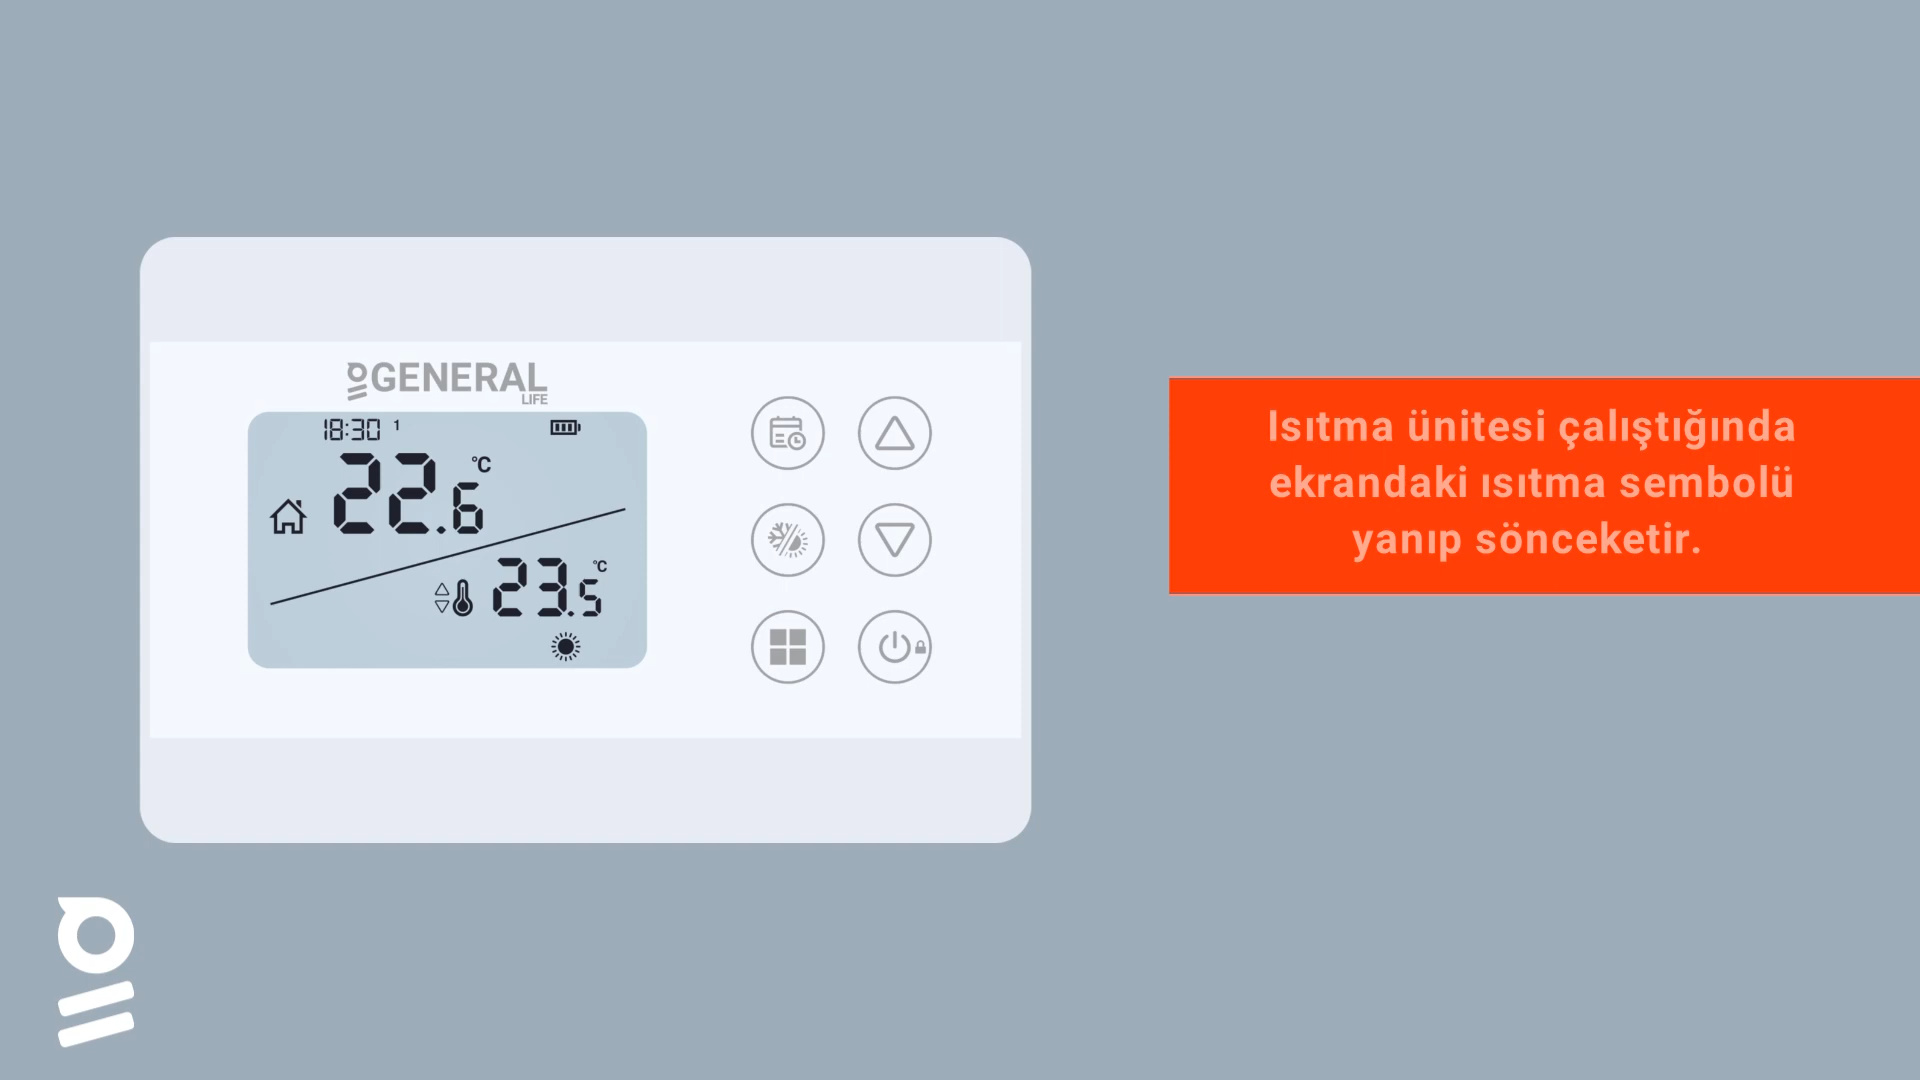 GENERAL
LIFE
18:30 1
22.6 °C
23.5 °C
Isıtma ünitesi çalıştığında
ekrandaki ısıtma sembolü
yanıp sönceketir.